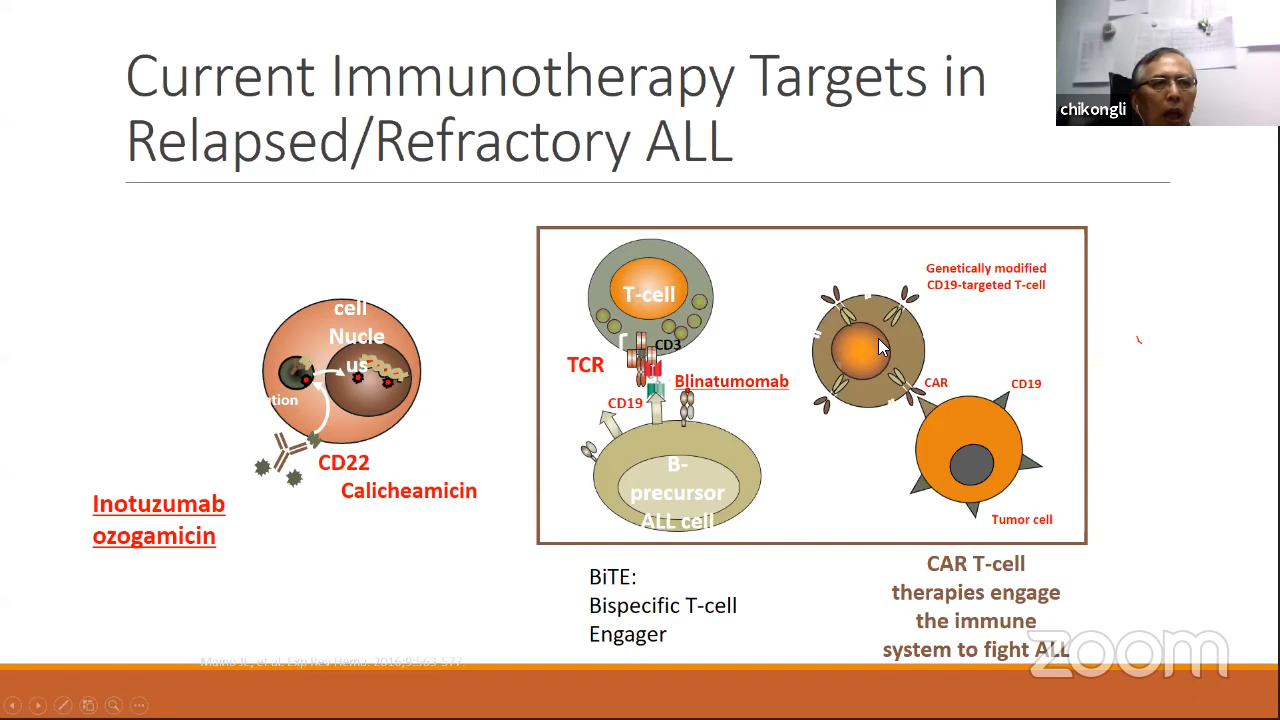 Current Immunotherapy Targets in
Relapsed/Refractory ALL
chikongli
cell
Nucle
us
CD22
Calicheamicin
Inotuzumab
ozogamicin
T-cell
CD3
TCR
Blinatumomab
CD19
B-
precursor
ALL cell
Genetically modified
CD19-targeted T-cell
CAR
CD19
Tumor cell
BiTE:
Bispecific T-cell
Engager
CAR T-cell
therapies engage
the immune
system to fight ALL
zoom